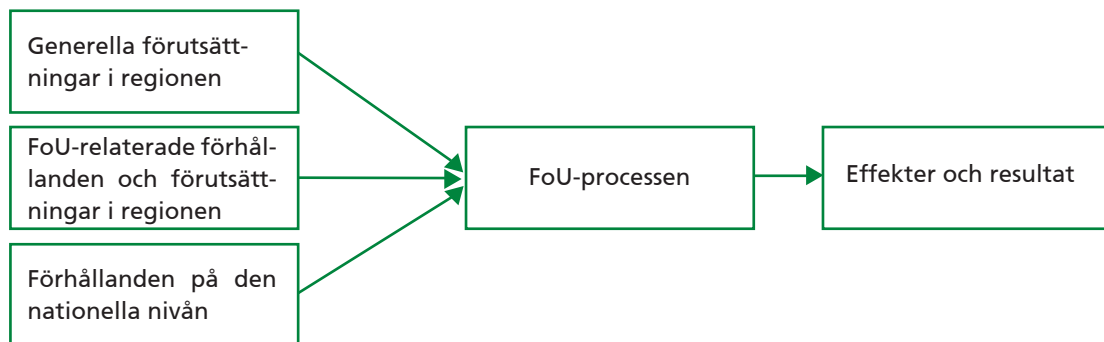 Generella förutsätt-
ningar i regionen
FoU-relaterade förhål-
landen och förutsätt-
ningar i regionen
Förhållanden på den
nationella nivån
FoU-processen
Effekter och resultat